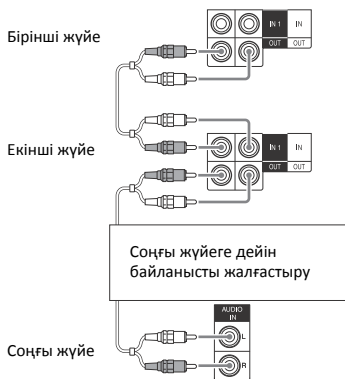 Бірінші жүйе
IN 1 IN
OUT OUT
Екінші жүйе
IN 1 IN
OUT OUT
Соңғы жүйеге дейін
байланысты жалғастыру
AUDIO
IN
L
Соңғы жүйе
R